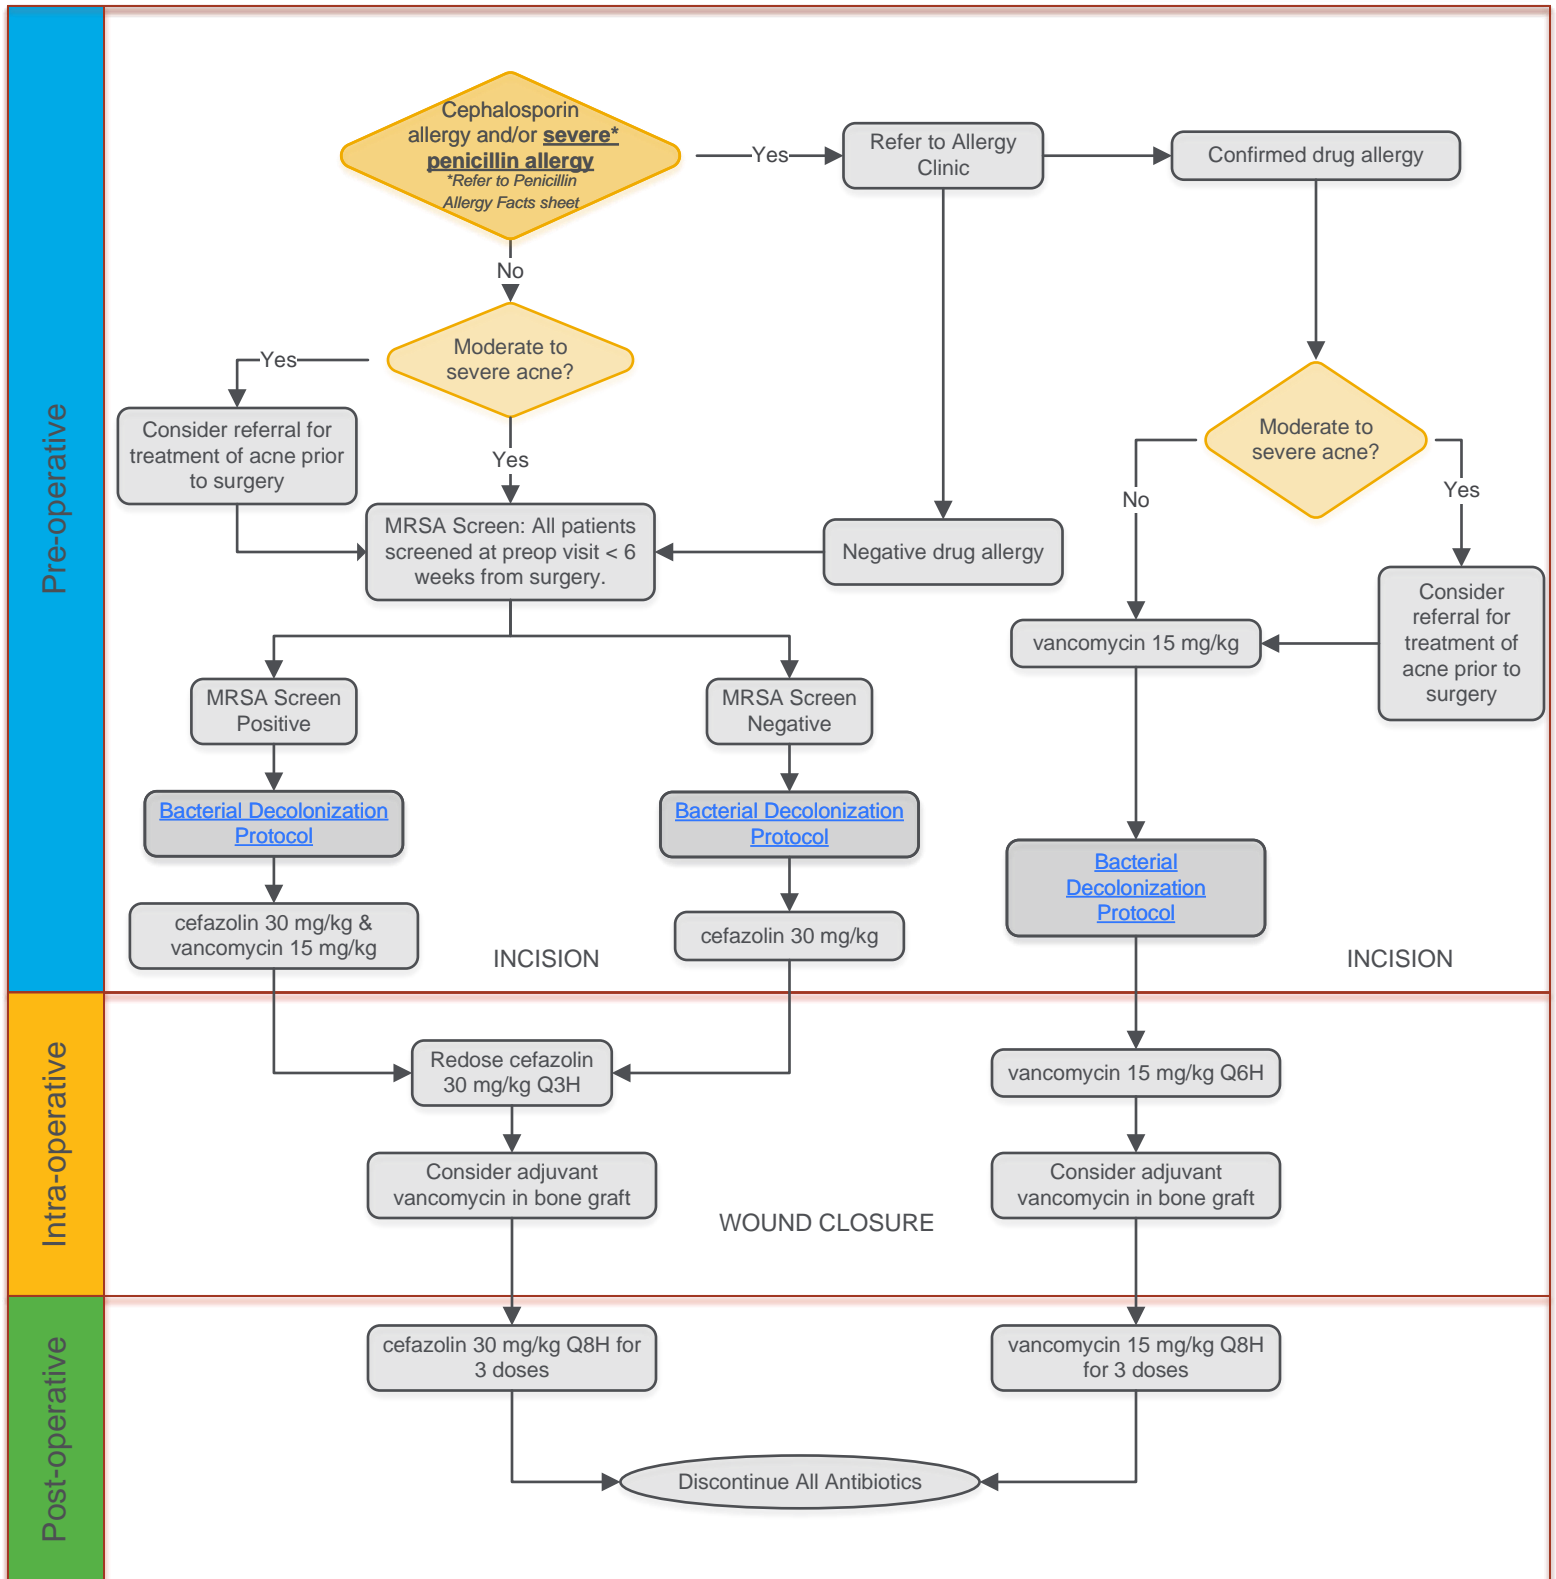 Pre-operative
Cephalosporin
allergy and/or severe*
penicillin allergy
*Refer to Penicillin
Allergy Facts sheet
Yes
Refer to Allergy
Clinic
Confirmed drug allergy
No
Moderate to
severe acne?
Yes
Consider referral for
treatment of acne prior
to surgery
Yes
MRSA Screen: All patients
screened at preop visit < 6
weeks from surgery.
Negative drug allergy
Moderate to
severe acne?
No
Yes
Consider
referral for
treatment of
acne prior to
surgery
vancomycin 15 mg/kg
MRSA Screen
Positive
MRSA Screen
Negative
Bacterial Decolonization
Protocol
Bacterial Decolonization
Protocol
Bacterial
Decolonization
Protocol
cefazolin 30 mg/kg &
vancomycin 15 mg/kg
cefazolin 30 mg/kg
INCISION
INCISION
Intra-operative
Redose cefazolin
30 mg/kg Q3H
vancomycin 15 mg/kg Q6H
Consider adjuvant
vancomycin in bone graft
Consider adjuvant
vancomycin in bone graft
WOUND CLOSURE
Post-operative
cefazolin 30 mg/kg Q8H for
3 doses
vancomycin 15 mg/kg Q8H
for 3 doses
Discontinue All Antibiotics